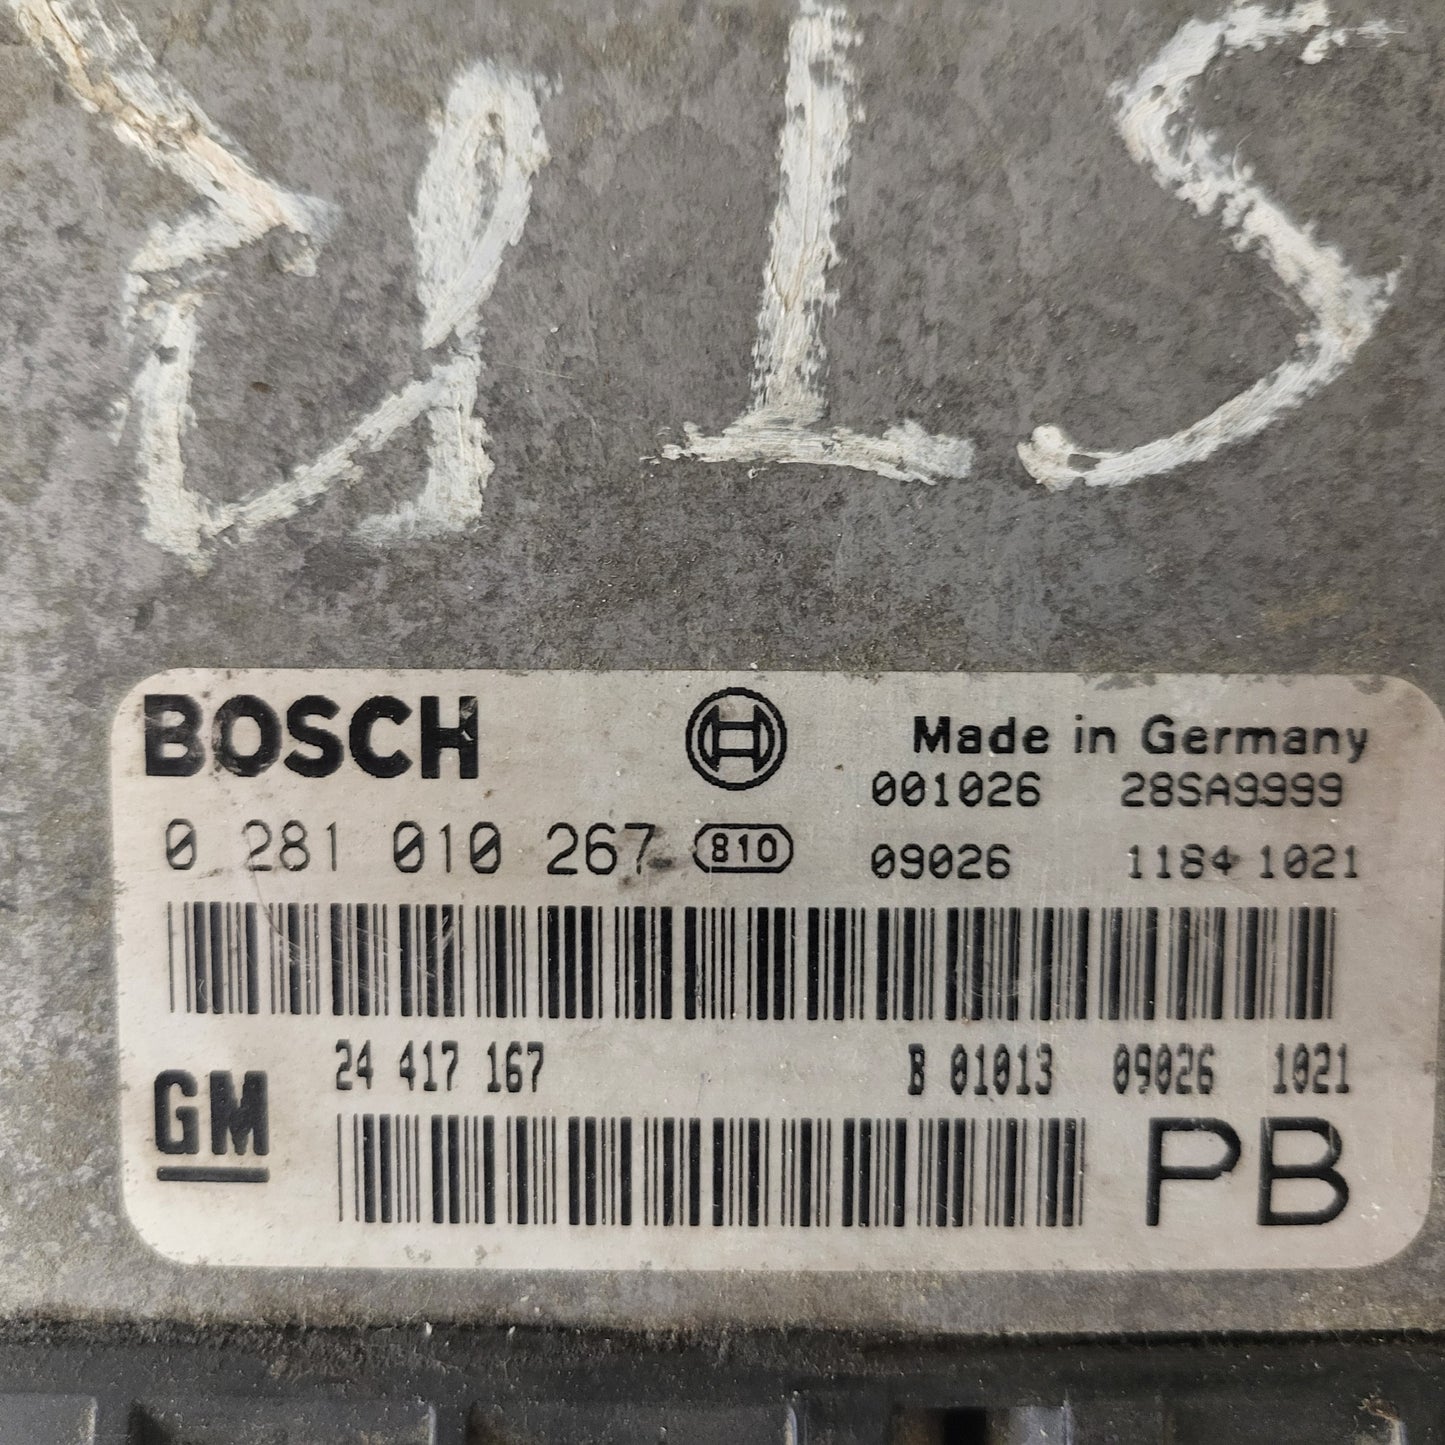 BOSCH
Made in Germany
001026 28SA9999
0 281 010 267 810 09026 1184 1021
24 417 167 B 01013 09026 1021
GM PB